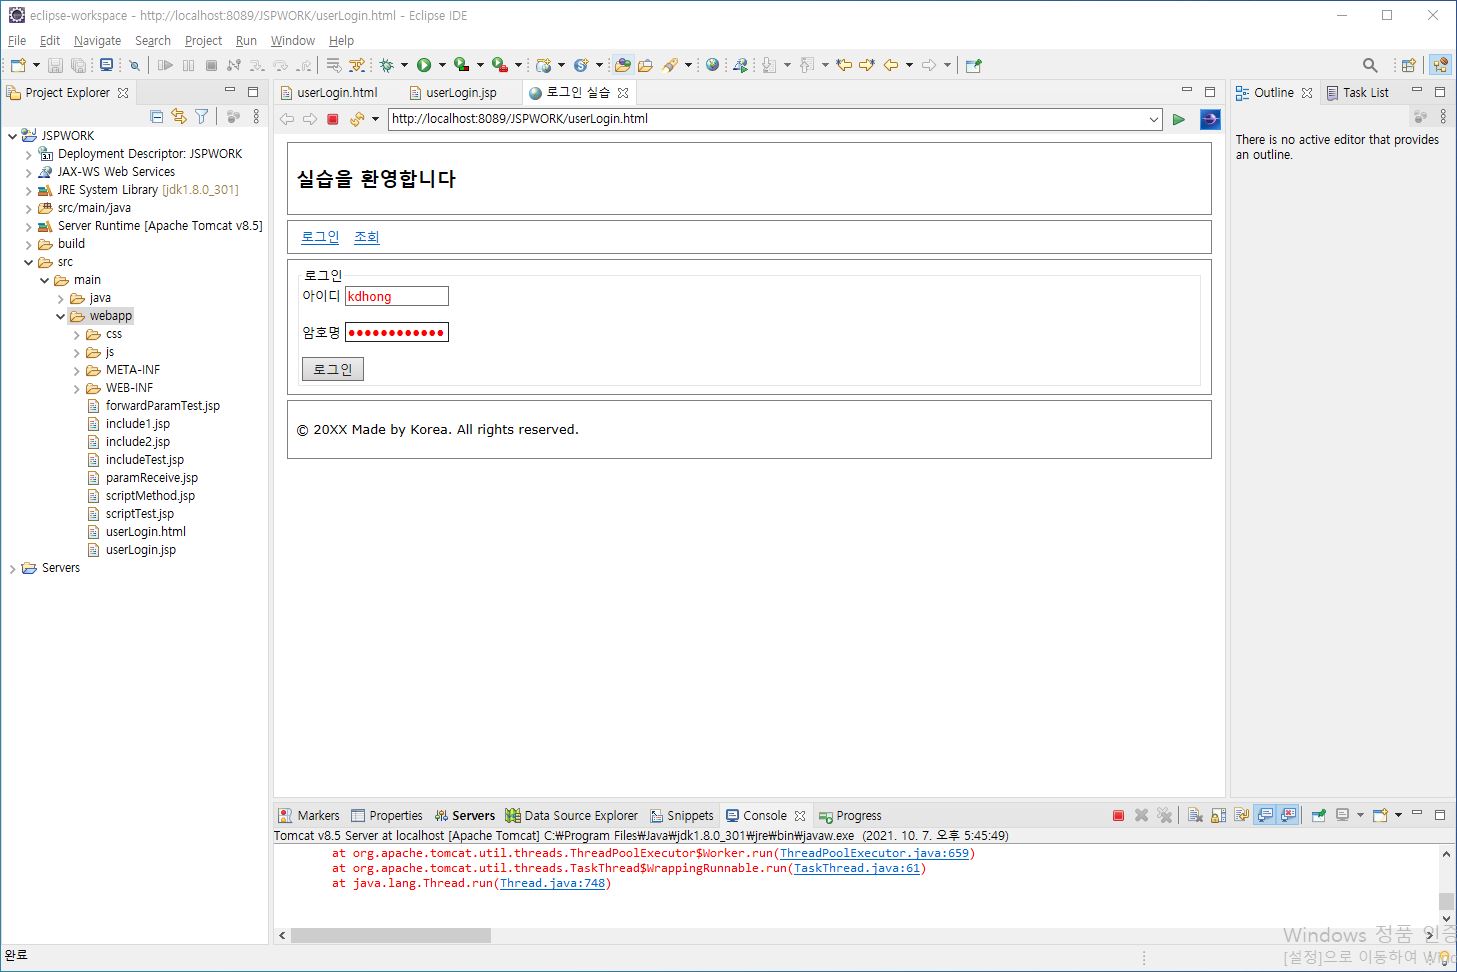 eclipse-workspace - http://localhost:8089/JSPWORK/userLogin.html - Eclipse IDE
File Edit Navigate Search Project Run Window Help
Project Explorer
JSPWORK
Deployment Descriptor: JSPWORK
JAX-WS Web Services
JRE System Library [jdk1.8.0_301]
src/main/java
Server Runtime [Apache Tomcat v8.5]
build
src
main
java
webapp
css
js
META-INF
WEB-INF
forwardParamTest.jsp
include1.jsp
include2.jsp
includeTest.jsp
paramReceive.jsp
scriptMethod.jsp
scriptTest.jsp
userLogin.html
userLogin.jsp
Servers
userLogin.html userLogin.jsp 로그인 실습
http://localhost:8089/JSPWORK/userLogin.html
실습을 환영합니다
로그인 조회
로그인
아이디 kdhong
암호명 ●●●●●●●●●●●●
로그인
© 20XX Made by Korea. All rights reserved.
Outline Task List
There is no active editor that provides
an outline.
Markers Properties Servers Data Source Explorer Snippets Console Progress
Tomcat v8.5 Server at localhost [Apache Tomcat] C:₩Program Files₩Java₩jdk1.8.0_301₩jre₩bin₩javaw.exe (2021. 10. 7. 오후 5:45:49)
at org.apache.tomcat.util.threads.ThreadPoolExecutor$Worker.run(ThreadPoolExecutor.java:659)
at org.apache.tomcat.util.threads.TaskThread$WrappingRunnable.run(TaskThread.java:61)
at java.lang.Thread.run(Thread.java:748)
Windows 정품 인증
[설정]으로 이동하여 Wind
완료